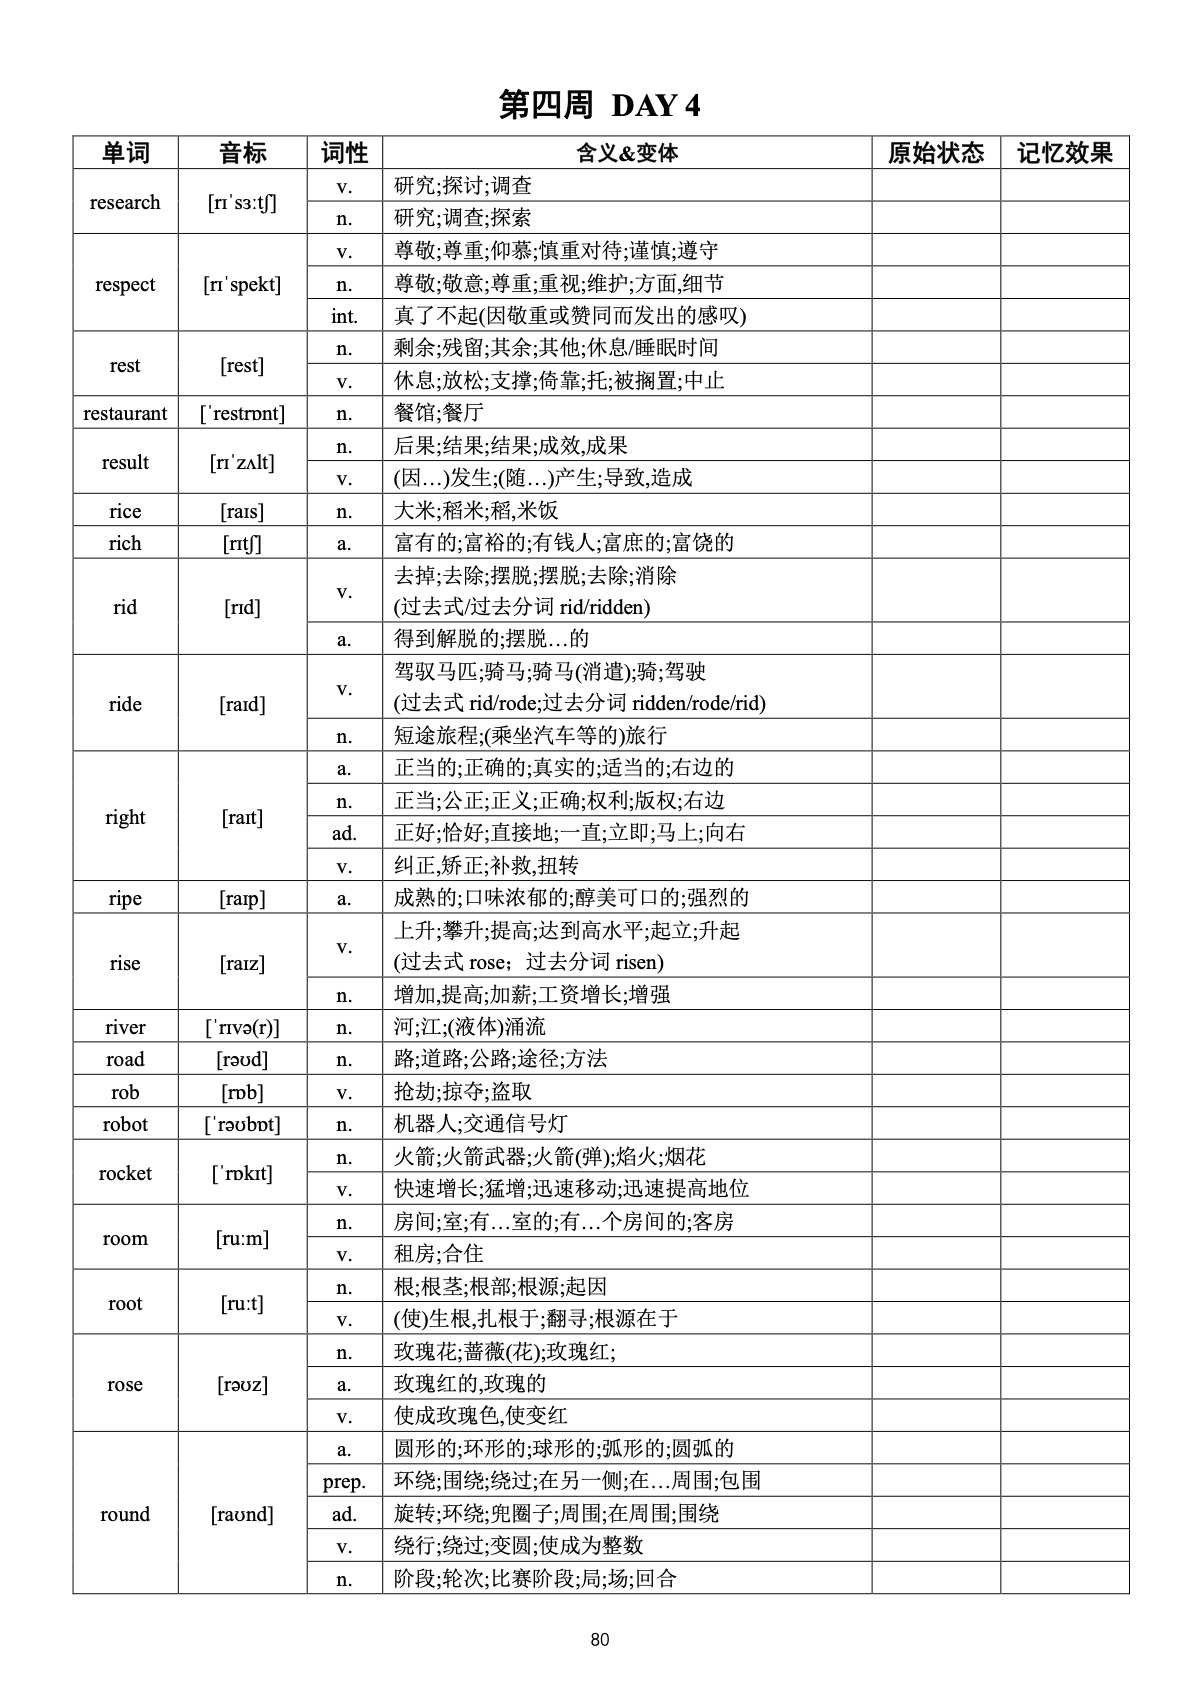 第四周 DAY 4
单词 音标 词性 含义&变体 原始状态 记忆效果
research [rɪˈsɜːtʃ] v. 研究;探讨;调查
n. 研究;调查;探索
respect [rɪˈspekt] v. 尊敬;尊重;仰慕;慎重对待;谨慎;遵守
n. 尊敬;敬意;尊重;重视;维护;方面,细节
int. 真了不起(因敬重或赞同而发出的感叹)
rest [rest] n. 剩余;残留;其余;其他;休息/睡眠时间
v. 休息;放松;支撑;倚靠;托;被搁置;中止
restaurant [ˈrestrɒnt] n. 餐馆;餐厅
result [rɪˈzʌlt] n. 后果;结果;结果;成效,成果
v. (因…)发生;(随…)产生;导致,造成
rice [raɪs] n. 大米;稻米;稻,米饭
rich [rɪtʃ] a. 富有的;富裕的;有钱人;富庶的;富饶的
rid [rɪd] v. 去掉;去除;摆脱;摆脱;去除;消除
(过去式/过去分词 rid/ridden)
a. 得到解脱的;摆脱…的
ride [raɪd] v. 驾驭马匹;骑马;骑马(消遣);骑;驾驶
(过去式 rid/rode;过去分词 ridden/rode/rid)
n. 短途旅程;(乘坐汽车等的)旅行
right [raɪt] a. 正当的;正确的;真实的;适当的;右边的
n. 正当;公正;正义;正确;权利;版权;右边
ad. 正好;恰好;直接地;一直;立即;马上;向右
v. 纠正,矫正;补救,扭转
ripe [raɪp] a. 成熟的;口味浓郁的;醇美可口的;强烈的
rise [raɪz] v. 上升;攀升;提高;达到高水平;起立;升起
(过去式 rose；过去分词 risen)
n. 增加,提高;加薪;工资增长;增强
river [ˈrɪvə(r)] n. 河;江;(液体)涌流
road [rəʊd] n. 路;道路;公路;途径;方法
rob [rɒb] v. 抢劫;掠夺;盗取
robot [ˈrəʊbɒt] n. 机器人;交通信号灯
rocket [ˈrɒkɪt] n. 火箭;火箭武器;火箭(弹);焰火;烟花
v. 快速增长;猛增;迅速移动;迅速提高地位
room [ruːm] n. 房间;室;有…室的;有…个房间的;客房
v. 租房;合住
root [ruːt] n. 根;根茎;根部;根源;起因
v. (使)生根,扎根于;翻寻;根源在于
rose [rəʊz] n. 玫瑰花;蔷薇(花);玫瑰红;
a. 玫瑰红的,玫瑰的
v. 使成玫瑰色,使变红
round [raʊnd] a. 圆形的;环形的;球形的;弧形的;圆弧的
prep. 环绕;围绕;绕过;在另一侧;在…周围;包围
ad. 旋转;环绕;兜圈子;周围;在周围;围绕
v. 绕行;绕过;变圆;使成为整数
n. 阶段;轮次;比赛阶段;局;场;回合
80